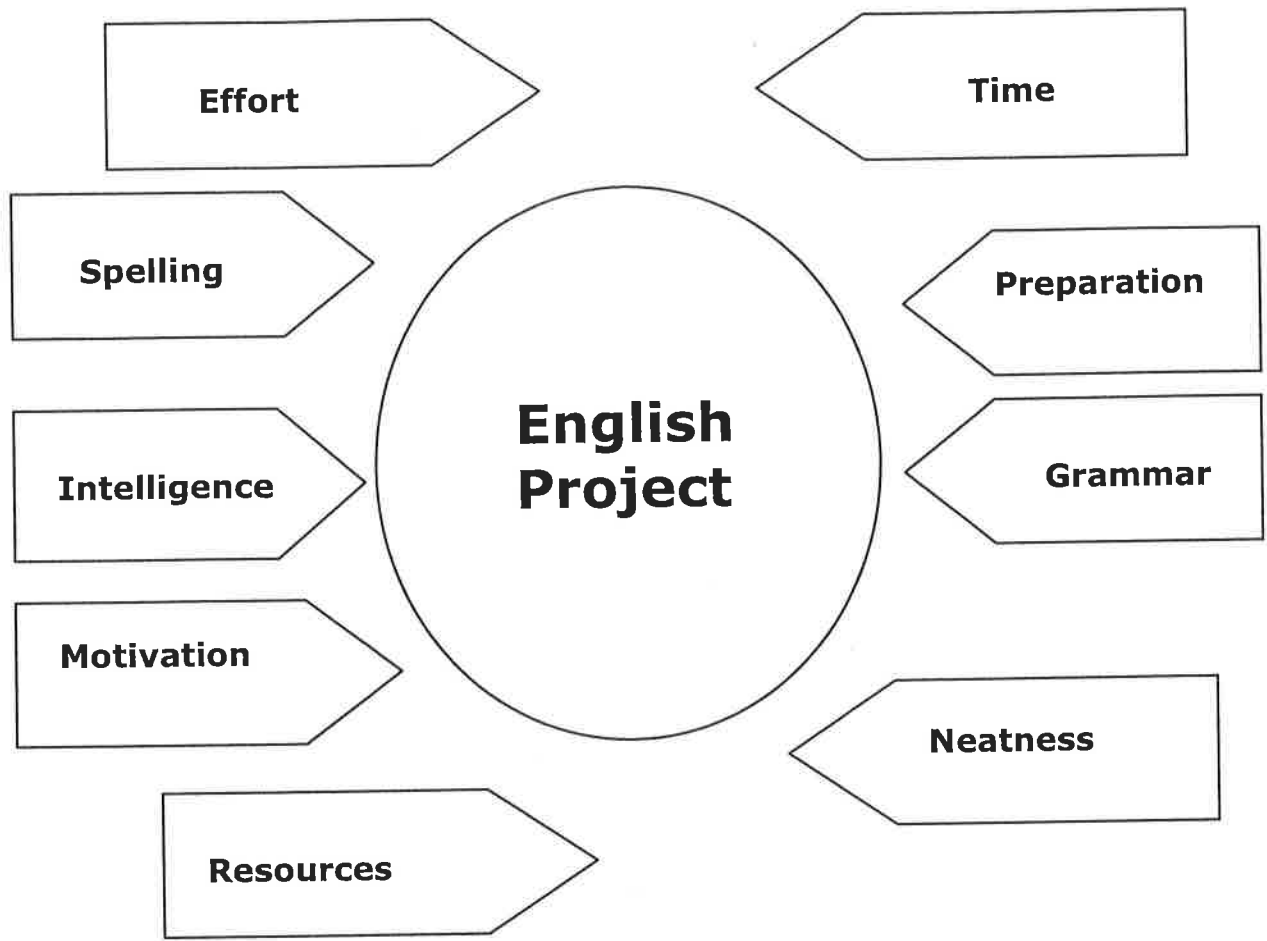 Effort
Time
Spelling
Preparation
English
Project
Grammar
Intelligence
Motivation
Neatness
Resources